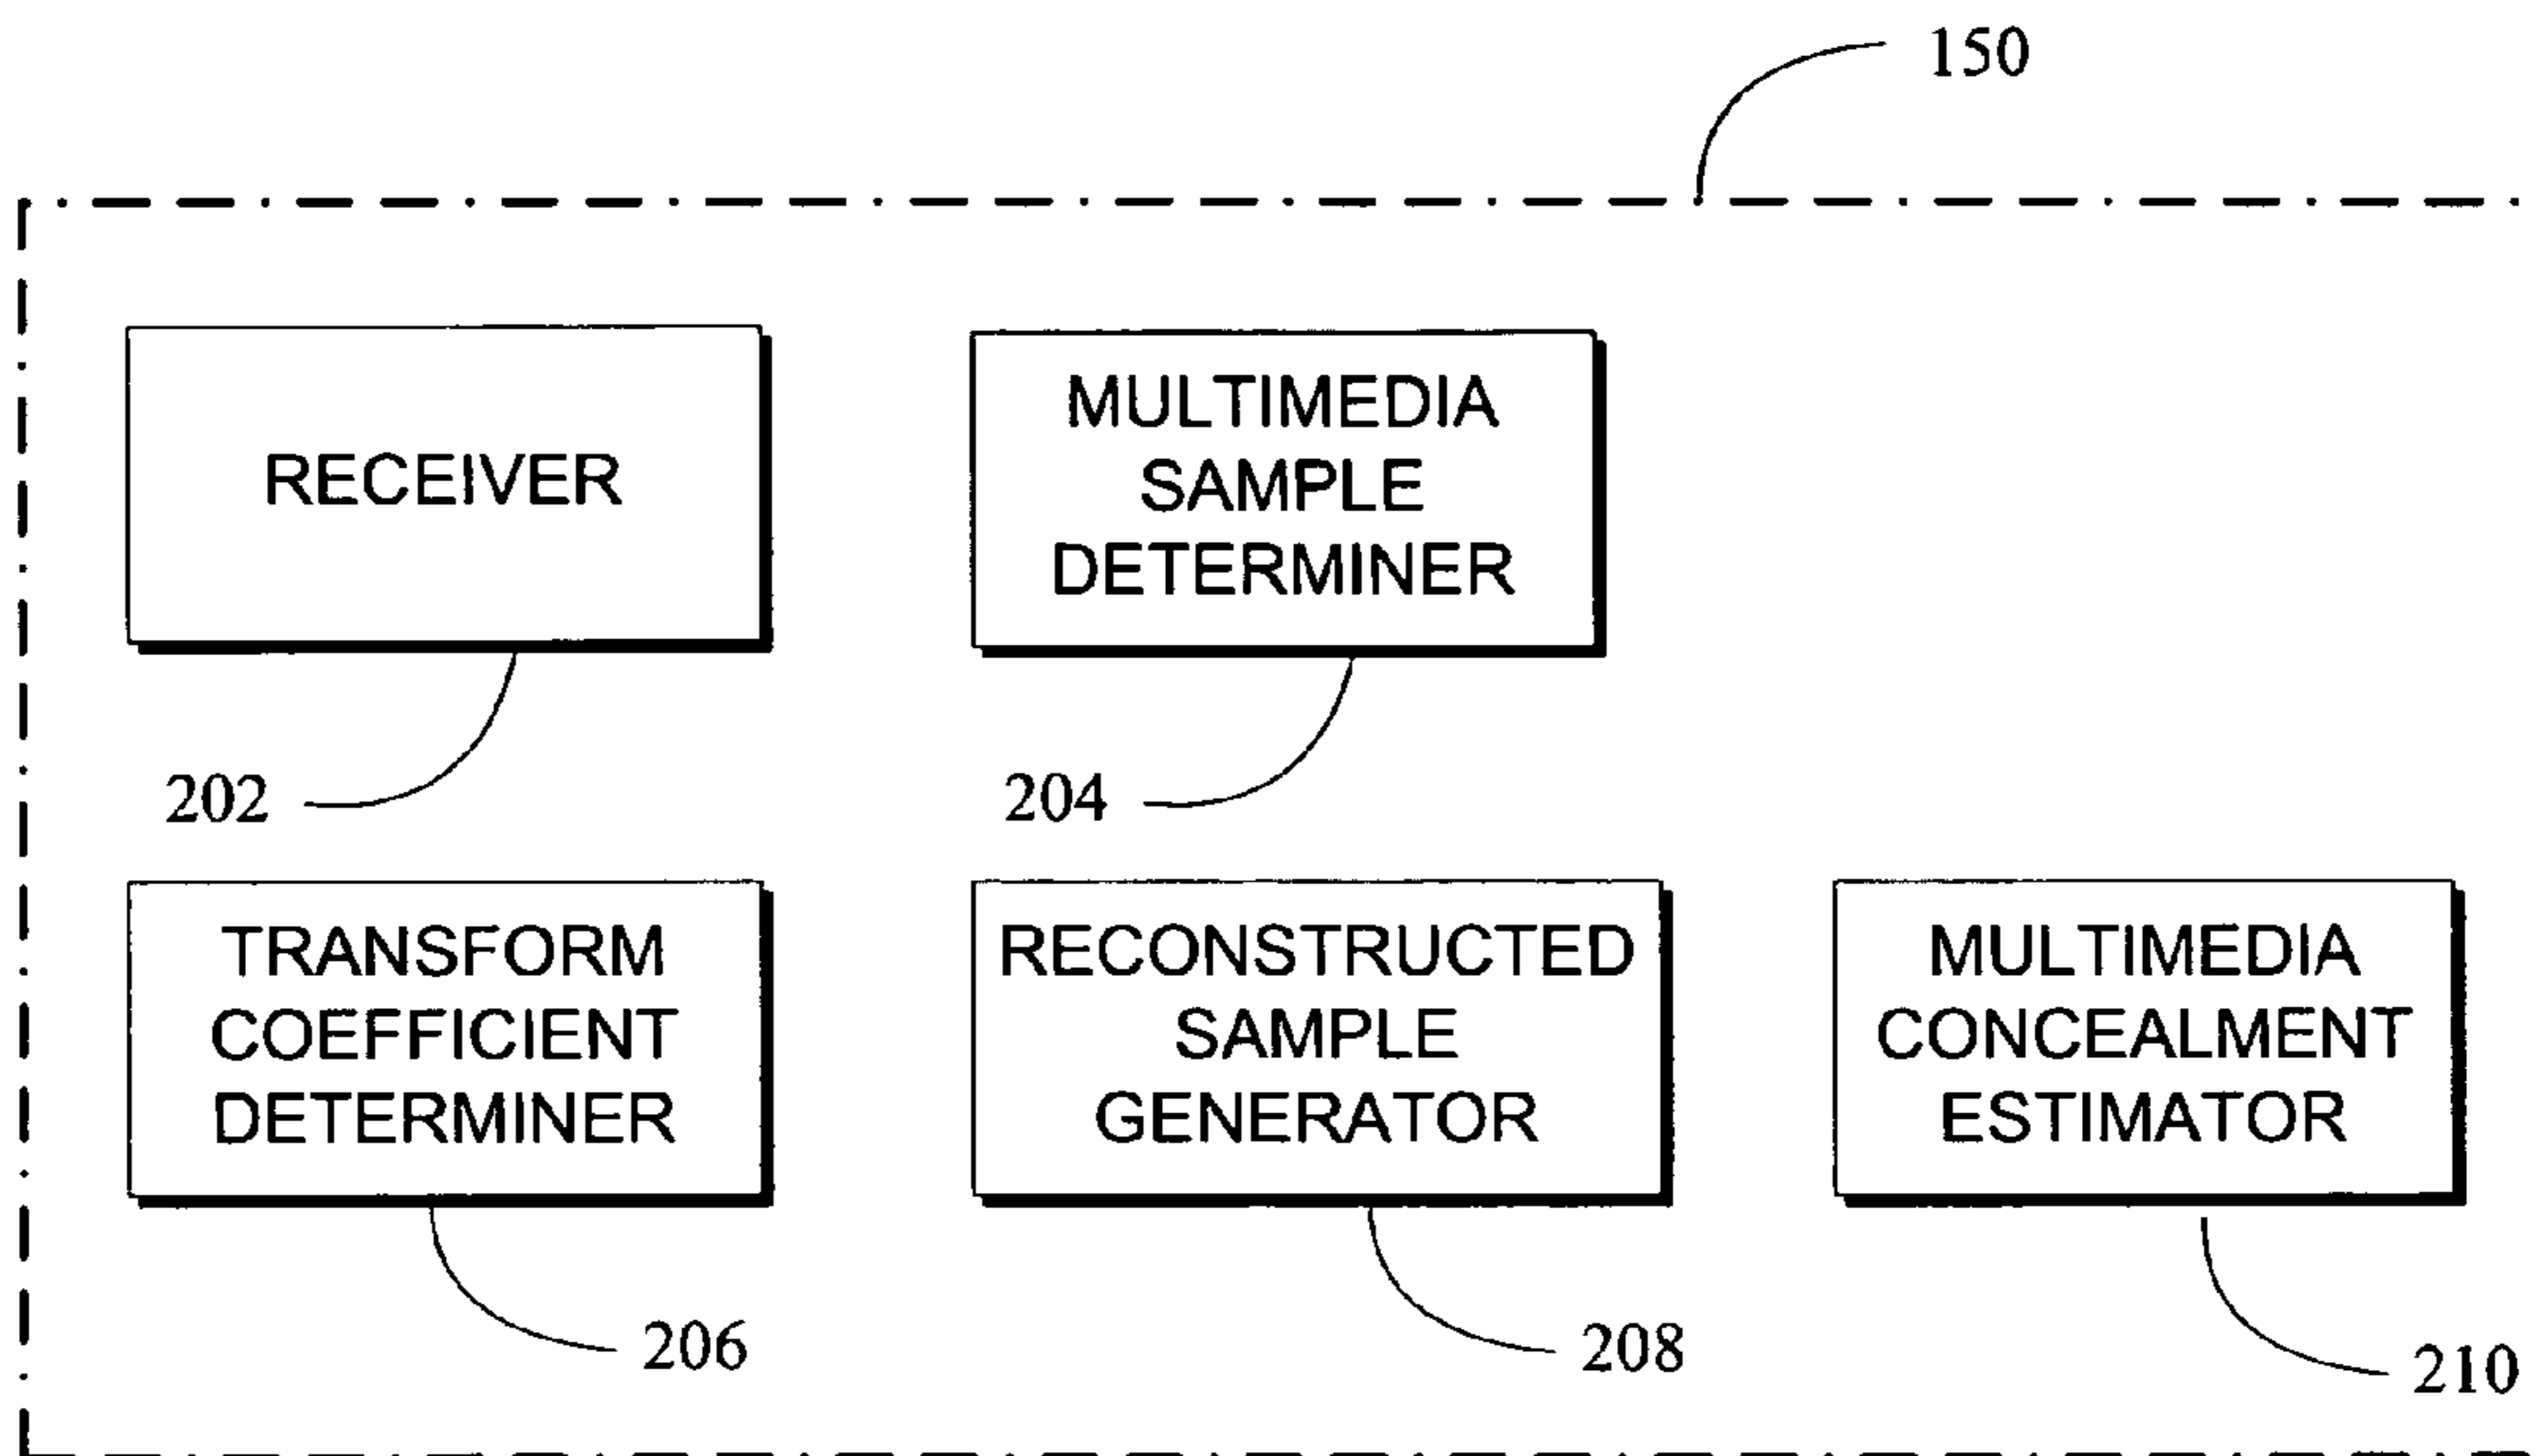 150
RECEIVER
MULTIMEDIA
SAMPLE
DETERMINER
202
204
TRANSFORM
COEFFICIENT
DETERMINER
RECONSTRUCTED
SAMPLE
GENERATOR
MULTIMEDIA
CONCEALMENT
ESTIMATOR
206
208
210